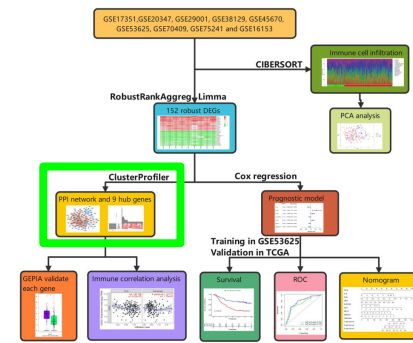 GSE17351,GSE20347, GSE29001, GSE38129, GSE45670,
GSE53625, GSE70409, GSE75241 and GSE16153
CIBERSORT
Immune cell infiltration
RobustRankAggreg
Limma
152 robust DEGs
PCA analysis
ClusterProfiler
Cox regression
PPI network and 9 hub genes
Prognostic model
Training in GSE53625
Validation in TCGA
GEPIA validate
each gene
Immune correlation analysis
Survival
ROC
Nomogram